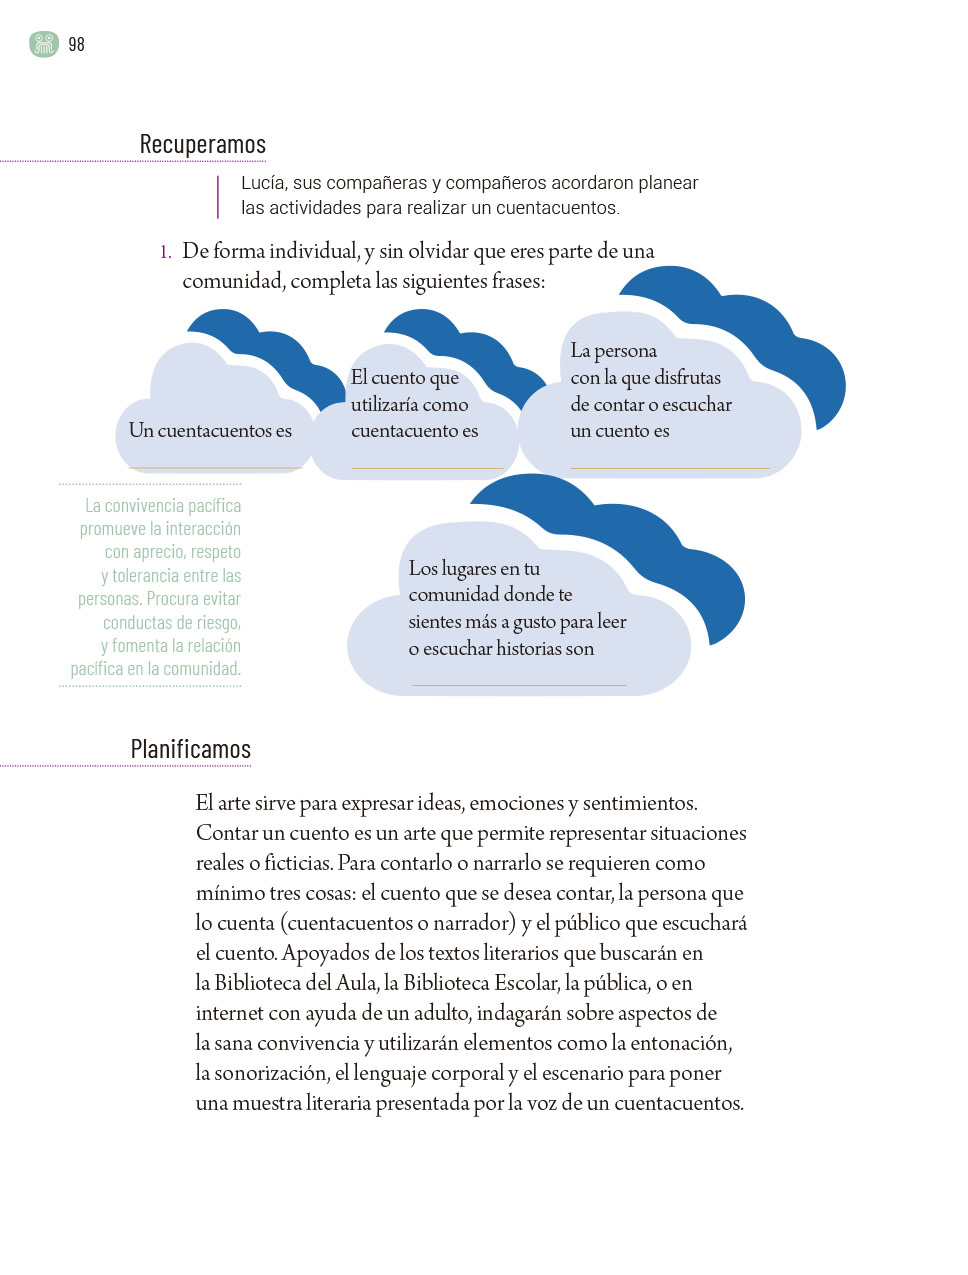 98
Recuperamos
Lucía, sus compañeras y compañeros acordaron planear
las actividades para realizar un cuentacuentos.
1. De forma individual, y sin olvidar que eres parte de una
comunidad, completa las siguientes frases:
Un cuentacuentos es
El cuento que
utilizaría como
cuentacuento es
La persona
con la que disfrutas
de contar o escuchar
un cuento es
Los lugares en tu
comunidad donde te
sientes más a gusto para leer
o escuchar historias son
La convivencia pacífica
promueve la interacción
con aprecio, respeto
y tolerancia entre las
personas. Procura evitar
conductas de riesgo,
y fomenta la relación
pacífica en la comunidad.
Planificamos
El arte sirve para expresar ideas, emociones y sentimientos.
Contar un cuento es un arte que permite representar situaciones
reales o ficticias. Para contarlo o narrarlo se requieren como
mínimo tres cosas: el cuento que se desea contar, la persona que
lo cuenta (cuentacuentos o narrador) y el público que escuchará
el cuento. Apoyados de los textos literarios que buscarán en
la Biblioteca del Aula, la Biblioteca Escolar, la pública, o en
internet con ayuda de un adulto, indagarán sobre aspectos de
la sana convivencia y utilizarán elementos como la entonación,
la sonorización, el lenguaje corporal y el escenario para poner
una muestra literaria presentada por la voz de un cuentacuentos.